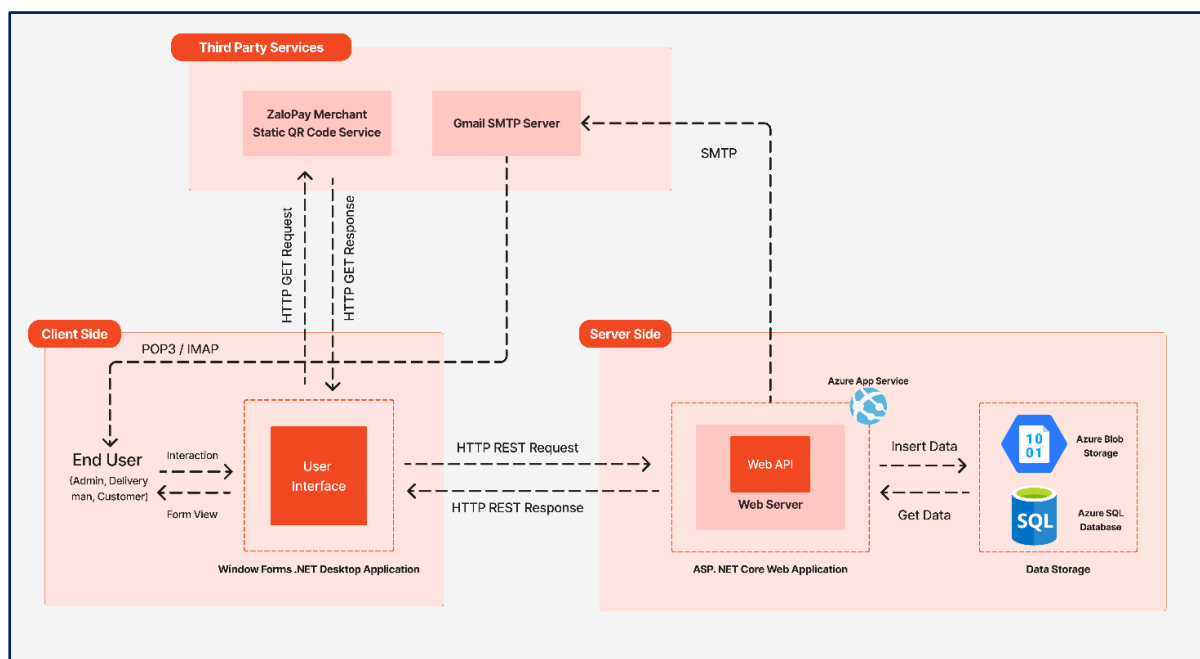 Third Party Services
ZaloPay Merchant
Static QR Code Service
Gmail SMTP Server
SMTP
HTTP GET Request
HTTP GET Response
Client Side
POP3 / IMAP
End User
(Admin, Delivery
man, Customer)
Interaction
Form View
User
Interface
Window Forms .NET Desktop Application
HTTP REST Request
HTTP REST Response
Server Side
Azure App Service
Web API
Web Server
ASP. NET Core Web Application
Insert Data
Get Data
10
01
Azure Blob
Storage
SQL
Azure SQL
Database
Data Storage